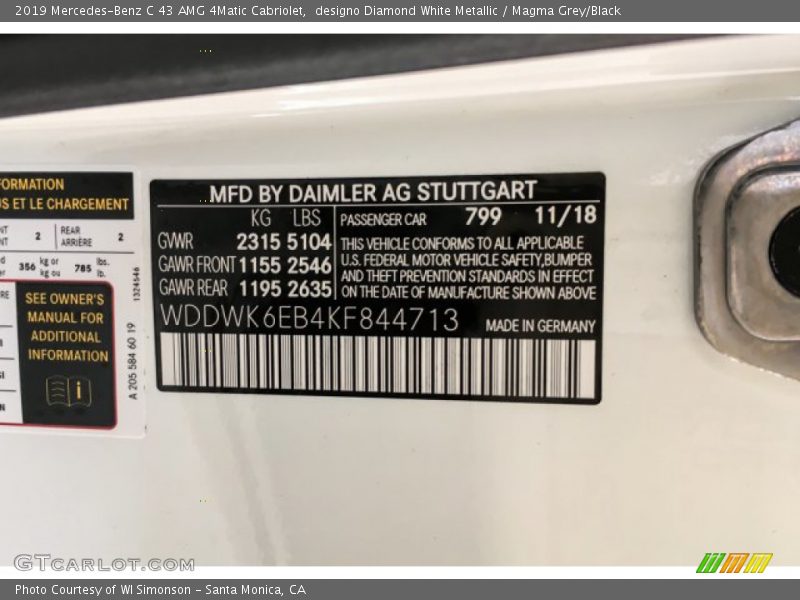 2019 Mercedes-Benz C 43 AMG 4Matic Cabriolet,  designo Diamond White Metallic / Magma Grey/Black
FORMATION
ET LE CHARGEMENT
2
REAR
ARRIÈRE
2
356 kg or
kg ou
785 lbs.
lb.
SEE OWNER'S
MANUAL FOR
ADDITIONAL
INFORMATION
1324546
A 205 584 60 19
MFD BY DAIMLER AG STUTTGART
KG LBS
GVWR 2315 5104
GAWR FRONT 1155 2546
GAWR REAR 1195 2635
PASSENGER CAR 799 11/18
THIS VEHICLE CONFORMS TO ALL APPLICABLE
U.S. FEDERAL MOTOR VEHICLE SAFETY,BUMPER
AND THEFT PREVENTION STANDARDS IN EFFECT
ON THE DATE OF MANUFACTURE SHOWN ABOVE
WDDWK6EB4KF844713
MADE IN GERMANY
GTCARLOT.COM
Photo Courtesy of WI Simonson - Santa Monica, CA